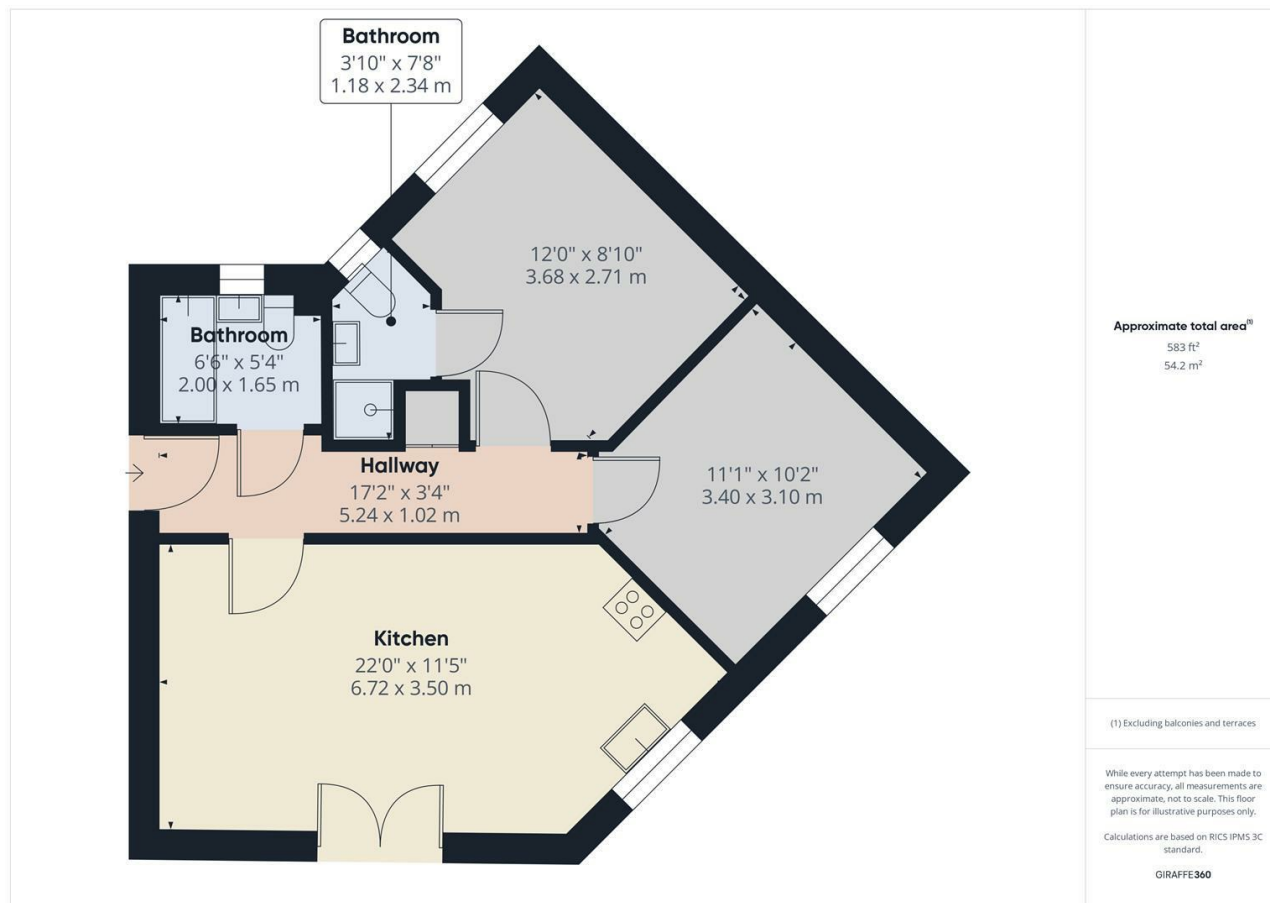 Bathroom
3'10" x 7'8"
1.18 x 2.34 m
12'0" x 8'10"
3.68 x 2.71 m
Bathroom
6'6" x 5'4"
2.00 x 1.65 m
Hallway
17'2" x 3'4"
5.24 x 1.02 m
11'1" x 10'2"
3.40 x 3.10 m
Kitchen
22'0" x 11'5"
6.72 x 3.50 m
Approximate total area(1)
583 ft²
54.2 m²
(1) Excluding balconies and terraces
While every attempt has been made to
ensure accuracy, all measurements are
approximate, not to scale. This floor
plan is for illustrative purposes only.
Calculations are based on RICS IPMS 3C
standard.
GIRAFFE360